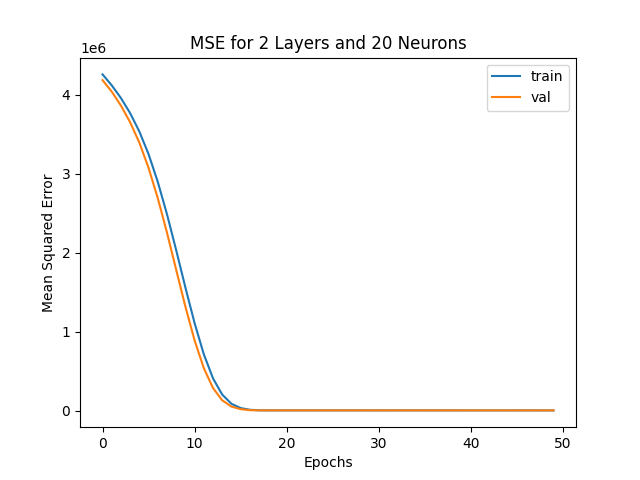 MSE for 2 Layers and 20 Neurons
1e6
train
val
4
3
2
1
0
Mean Squared Error
0 10 20 30 40 50
Epochs